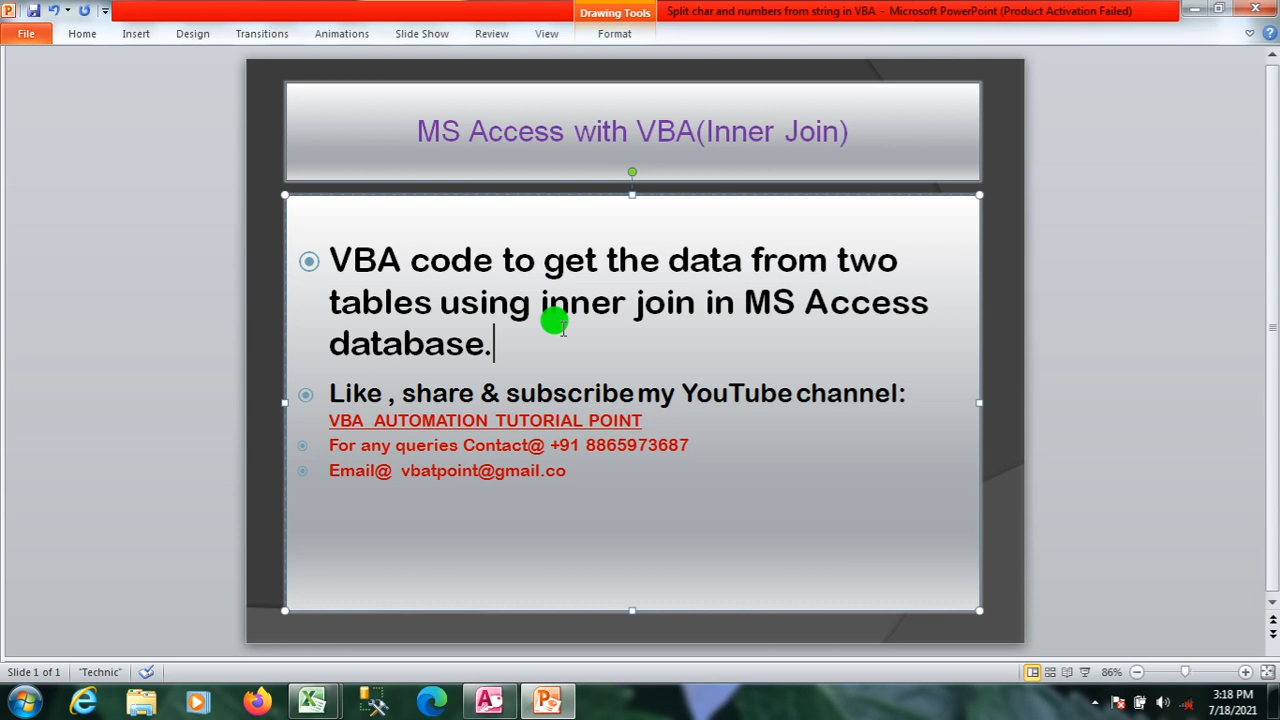 Drawing Tools
Split char and numbers from string in VBA - Microsoft PowerPoint (Product Activation Failed)
File Home Insert Design Transitions Animations Slide Show Review View Format
MS Access with VBA(Inner Join)
VBA code to get the data from two
tables using inner join in MS Access
database.
Like , share & subscribe my YouTube channel:
VBA AUTOMATION TUTORIAL POINT
For any queries Contact@ +91 8865973687
Email@ vbatpoint@gmail.co
Slide 1 of 1 "Technic" 86%
3:18 PM
7/18/2021